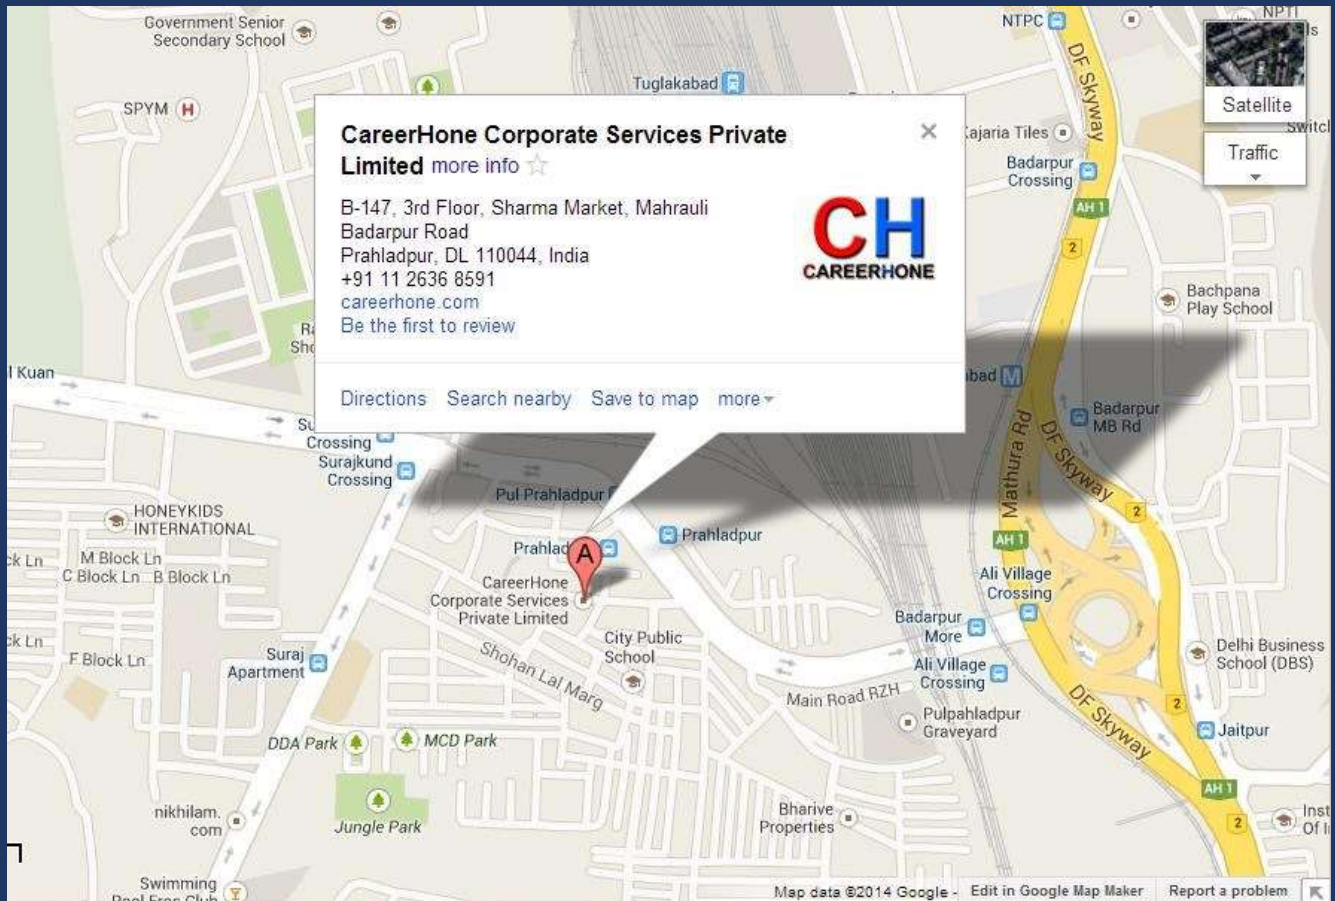 Government Senior
Secondary School
NTPC
NPTI
DF Skyway
Satellite
Traffic
Tuglakabad
SPYM H
Kajaria Tiles
Badarpur
Crossing
AH 1
2
CareerHone Corporate Services Private
Limited more info
B-147, 3rd Floor, Sharma Market, Mahrauli
Badarpur Road
Prahladpur, DL 110044, India
+91 11 2636 8591
careerhone.com
Be the first to review
CH
CAREERHONE
Directions Search nearby Save to map more
Bachpana
Play School
Kuan
M
Badarpur
MB Rd
Mathura Rd
DF Skyway
2
Crossing
Surajkund
Crossing
Pul Prahladpur
HONEYKIDS
INTERNATIONAL
Prahladpur
A
AH 1
M Block Ln
C Block Ln B Block Ln
CareerHone
Corporate Services
Private Limited
Ali Village
Crossing
Badarpur
More
City Public
School
F Block Ln
Suraj
Apartment
Shohan Lal Marg
Ali Village
Crossing
Delhi Business
School (DBS)
Main Road RZH
Pulpahladpur
Graveyard
DF Skyway
2
Jaitpur
DDA Park
MCD Park
Jungle Park
nikhilam.
com
Bharive
Properties
AH 1
2
Swimming
Map data ©2014 Google - Edit in Google Map Maker Report a problem